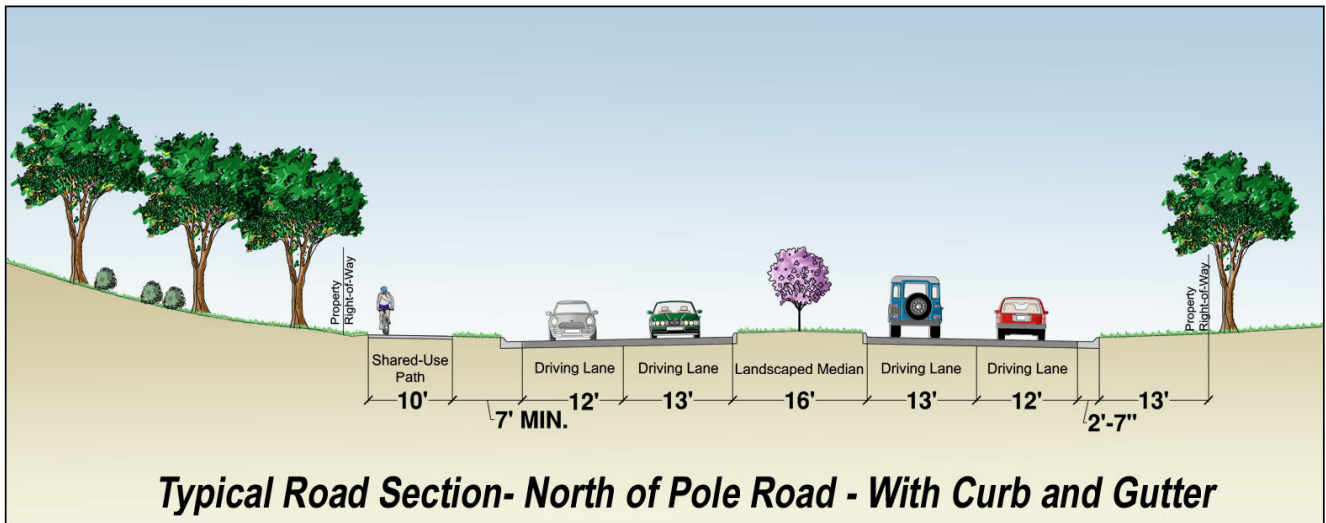 Property
Right-of-Way
Property
Right-of-Way
Shared-Use
Path
Driving Lane
Driving Lane
Landscaped Median
Driving Lane
Driving Lane
10'
7' MIN.
12'
13'
16'
13'
12'
2'-7"
13'
Typical Road Section- North of Pole Road - With Curb and Gutter